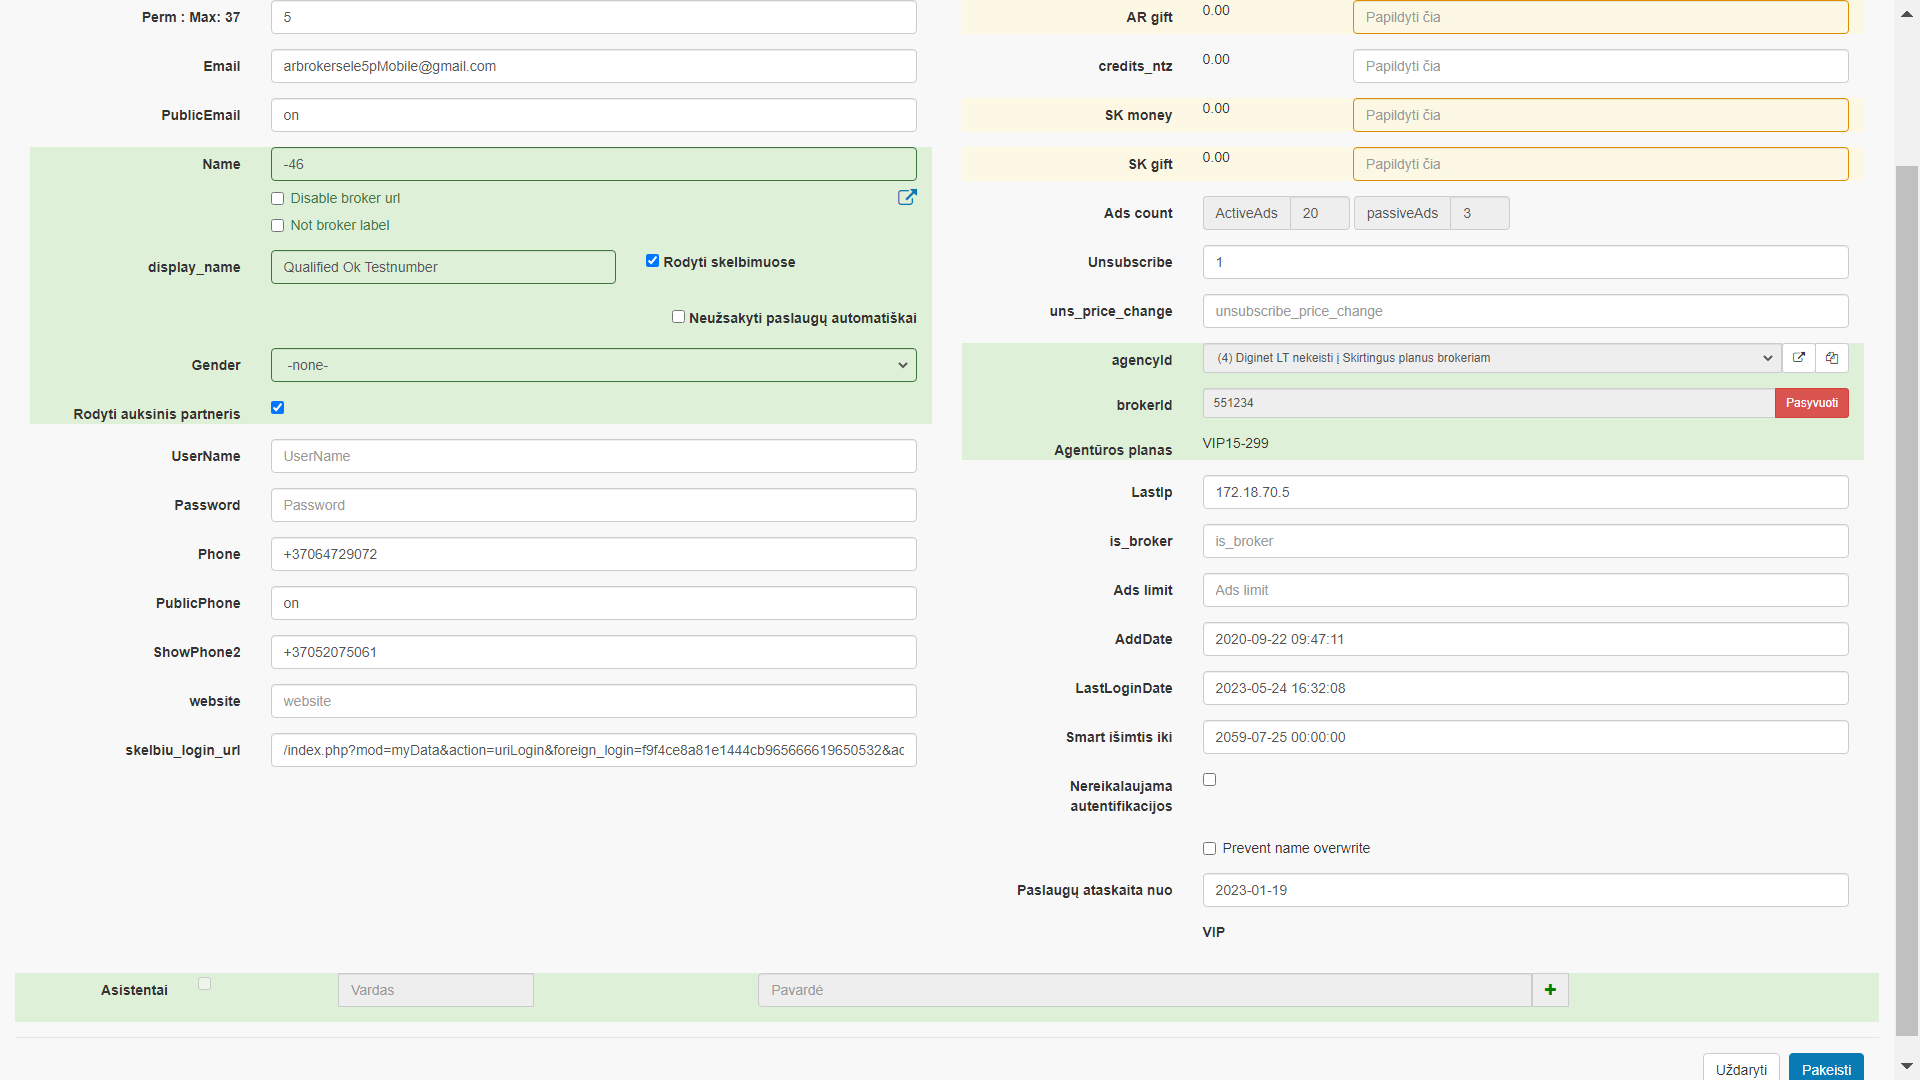 Perm : Max: 37 5
Email arbrokersele5pMobile@gmail.com
PublicEmail on
Name -46
Disable broker url
Not broker label
display_name Qualified Ok Testnumber Rodyti skelbimuose
Neužsakyti paslaugų automatiškai
Gender -none-
Rodyti auksinis partneris
UserName UserName
Password Password
Phone +37064729072
PublicPhone on
ShowPhone2 +37052075061
website website
skelbiu_login_url /index.php?mod=myData&action=uriLogin&foreign_login=f9f4ce8a81e1444cb965666619650532&ac
AR gift 0.00 Papildyti čia
credits_ntz 0.00 Papildyti čia
SK money 0.00 Papildyti čia
SK gift 0.00 Papildyti čia
Ads count ActiveAds 20 passiveAds 3
Unsubscribe 1
uns_price_change unsubscribe_price_change
agencyId (4) Diginet LT nekeisti į Skirtingus planus brokeriam
brokerId 551234 Pasyvuoti
Agentūros planas VIP15-299
LastIp 172.18.70.5
is_broker is_broker
Ads limit Ads limit
AddDate 2020-09-22 09:47:11
LastLoginDate 2023-05-24 16:32:08
Smart išimtis iki 2059-07-25 00:00:00
Nereikalaujama
autentifikacijos
Prevent name overwrite
Paslaugų ataskaita nuo 2023-01-19
VIP
Asistentai Vardas Pavardė
Uždaryti Pakeisti